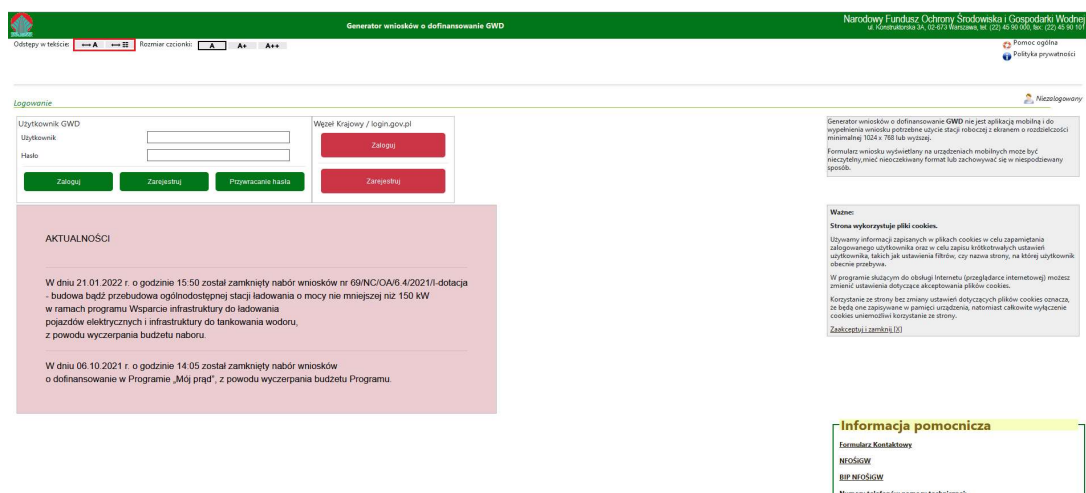 Generator wniosków o dofinansowanie GWD
Narodowy Fundusz Ochrony Środowiska i Gospodarki Wodnej
ul. Konstruktorska 3A, 02-673 Warszawa, tel: (22) 45 90 000, fax: (22) 45 90 101
Odstępy w tekście: A Rozmiar czcionki: A A+ A++
Pomoc ogólna
Polityka prywatności
Niezalogowany
Logowanie
Użytkownik GWD
Użytkownik
Hasło
Zaloguj Zarejestruj Przywracanie hasła
Węzeł Krajowy / login.gov.pl
Zaloguj
Zarejestruj
AKTUALNOŚCI
W dniu 21.01.2022 r. o godzinie 15:50 został zamknięty nabór wniosków nr 69/NC/OA/6.4/2021/I-dotacja
- budowa bądź przebudowa ogólnodostępnej stacji ładowania o mocy nie mniejszej niż 150 kW
w ramach programu Wsparcie infrastruktury do ładowania
pojazdów elektrycznych i infrastruktury do tankowania wodoru,
z powodu wyczerpania budżetu naboru.
W dniu 06.10.2021 r. o godzinie 14:05 został zamknięty nabór wniosków
o dofinansowanie w Programie „Mój prąd”, z powodu wyczerpania budżetu Programu.
Generator wniosków o dofinansowanie GWD nie jest aplikacją mobilną i do
wypełnienia wniosku potrzebne użycie stacji roboczej z ekranem o rozdzielczości
minimalnej 1024 x 768 lub wyższej.
Formularz wniosku wyświetlany na urządzeniach mobilnych może być
nieczytelny,mieć nieoczekiwany format lub zachowywać się w niespodziewany
sposób.
Ważne:
Strona wykorzystuje pliki cookies.
Używamy informacji zapisanych w plikach cookies w celu zapamiętania
zalogowanego użytkownika oraz w celu zapisu krótkotrwałych ustawień
użytkownika, takich jak ustawienia filtrów, czy nazwa strony, na której użytkownik
obecnie przebywa.
W programie służącym do obsługi Internetu (przeglądarce internetowej) możesz
zmienić ustawienia dotyczące akceptowania plików cookies.
Korzystanie ze strony bez zmiany ustawień dotyczących plików cookies oznacza,
że będą one zapisywane w pamięci urządzenia, natomiast całkowite wyłączenie
cookies uniemożliwi korzystanie ze strony.
Zaakceptuj i zamknij [X]
Informacja pomocnicza
Formularz Kontaktowy
NFOŚiGW
BIP NFOŚiGW
Numery telefonów pomocy technicznej: